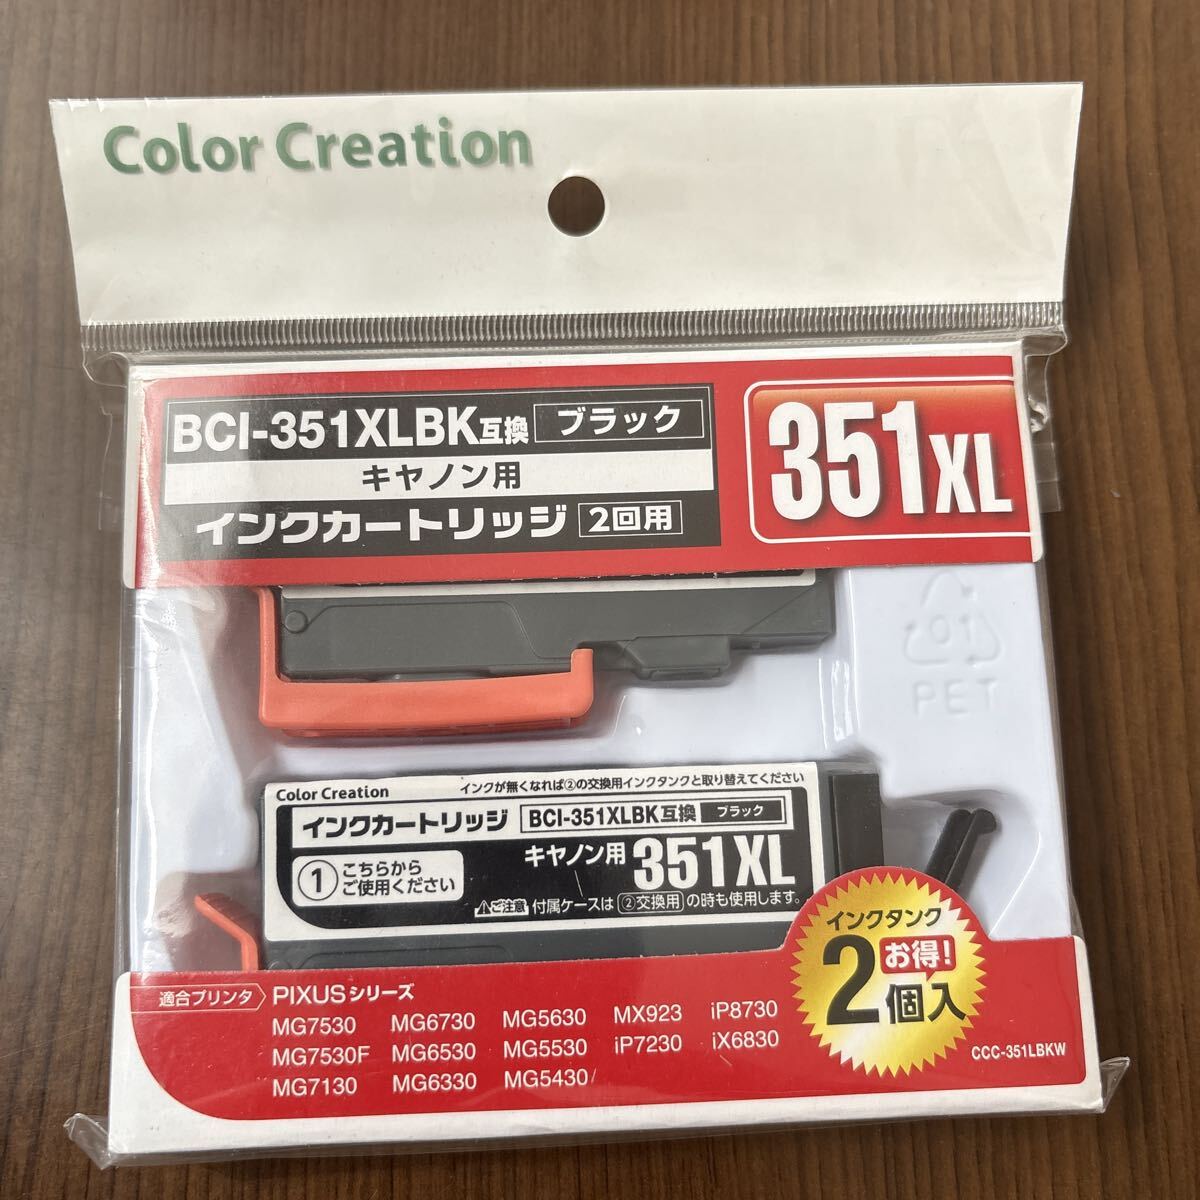 Color Creation
BCI-351XLBK互換 ブラック
キヤノン用
インクカートリッジ 2回用
351XL
01
PET
Color Creation
インクが無くなれば②の交換用インクタンクと取り替えてください
インクカートリッジ BCI-351XLBK互換 ブラック
① こちらから
ご使用ください
キヤノン用 351XL
ご注意 付属ケースは ②交換用 の時も使用します。
インクタンク
お得!
2個入
適合プリンタ PIXUSシリーズ
MG7530 MG6730 MG5630 MX923 iP8730
MG7530F MG6530 MG5530 iP7230 iX6830
MG7130 MG6330 MG5430
CCC-351LBKW